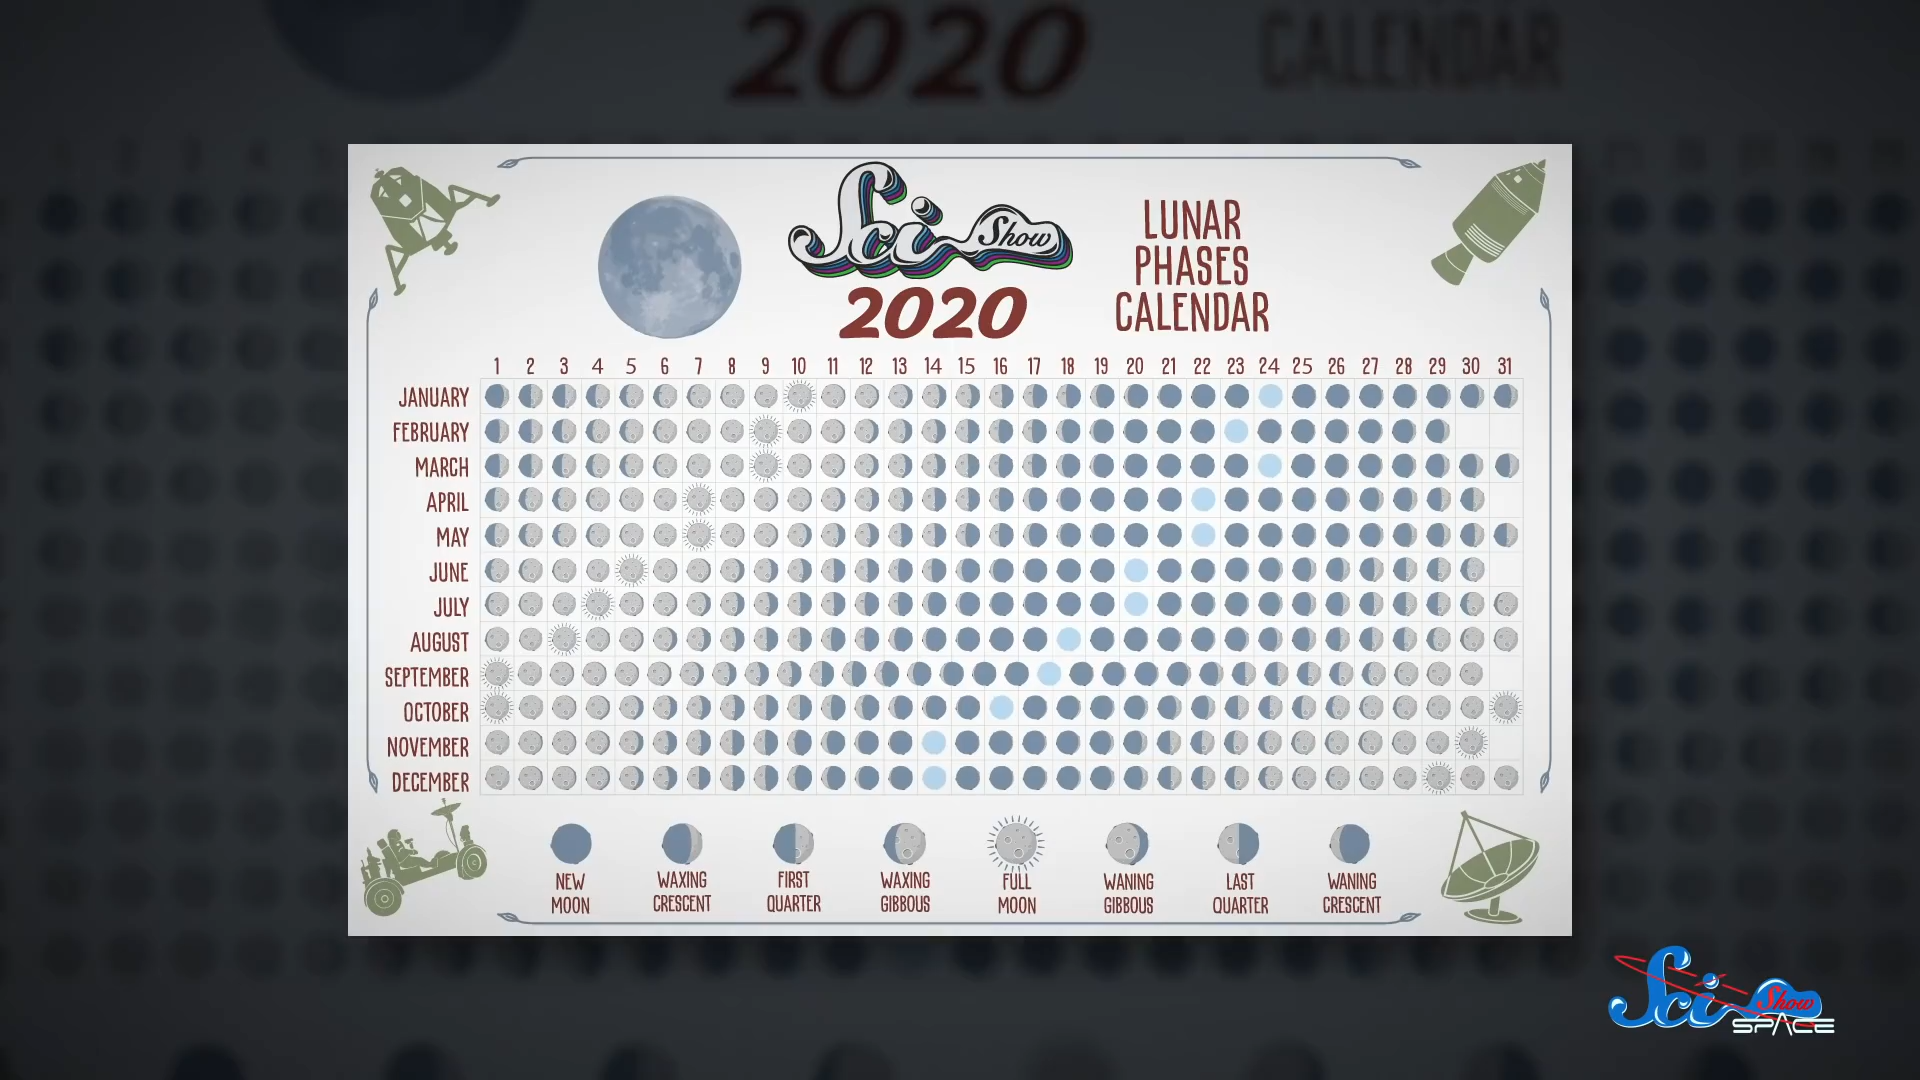 2020
CALENDAR
SciShow
2020
LUNAR
PHASES
CALENDAR
1 2 3 4 5 6 7 8 9 10 11 12 13 14 15 16 17 18 19 20 21 22 23 24 25 26 27 28 29 30 31
JANUARY
FEBRUARY
MARCH
APRIL
MAY
JUNE
JULY
AUGUST
SEPTEMBER
OCTOBER
NOVEMBER
DECEMBER
NEW
MOON
WAXING
CRESCENT
FIRST
QUARTER
WAXING
GIBBOUS
FULL
MOON
WANING
GIBBOUS
LAST
QUARTER
WANING
CRESCENT
SciShow
SPACE